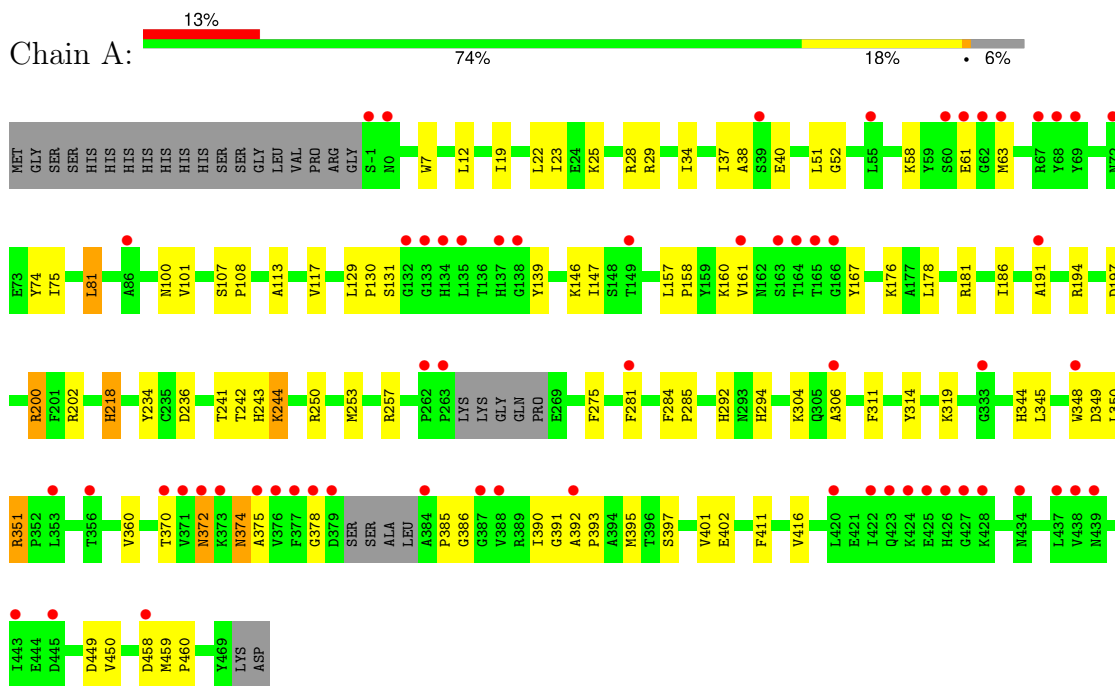 13%
Chain A:
74% 18% • 6%
MET GLY SER SER HIS HIS HIS HIS HIS HIS HIS SER SER GLY LEU VAL PRO ARG GLY S-1 N0 W7 L12 I19 L22 I23 E24 K25 R28 R29 I34 I37 A38 S39 E40 L51 G52 L55 K58 Y59 S60 E61 G62 M63 R67 Y68 Y69 N72
E73 Y74 I75 L81 A86 N100 V101 S107 P108 A113 V117 L129 P130 S131 G132 G133 H134 L135 T136 H137 G138 Y139 K146 I147 S148 T149 L157 P158 Y159 K160 V161 N162 S163 T164 T165 G166 Y167 K176 A177 L178 R181 I186 A191 R194 D197
R200 F201 R202 H218 Y234 C235 D236 T241 T242 H243 K244 R250 M253 R257 P262 P263 LYS LYS GLY GLN PRO E269 F275 F281 F284 P285 H292 N293 H294 K304 Q305 A306 F311 Y314 K319 G333 H344 L345 W348 D349 L350
R351 P352 L353 T356 V360 T370 V371 N372 K373 N374 A375 V376 F377 G378 D379 SER SER ALA LEU A384 P385 G386 G387 V388 R389 I390 G391 A392 P393 A394 M395 T396 S397 V401 E402 F411 V416 L420 E421 I422 Q423 K424 E425 H426 G427 K428 N434 L437 V438 N439
I443 E444 D445 D449 V450 D458 M459 P460 Y469 LYS ASP